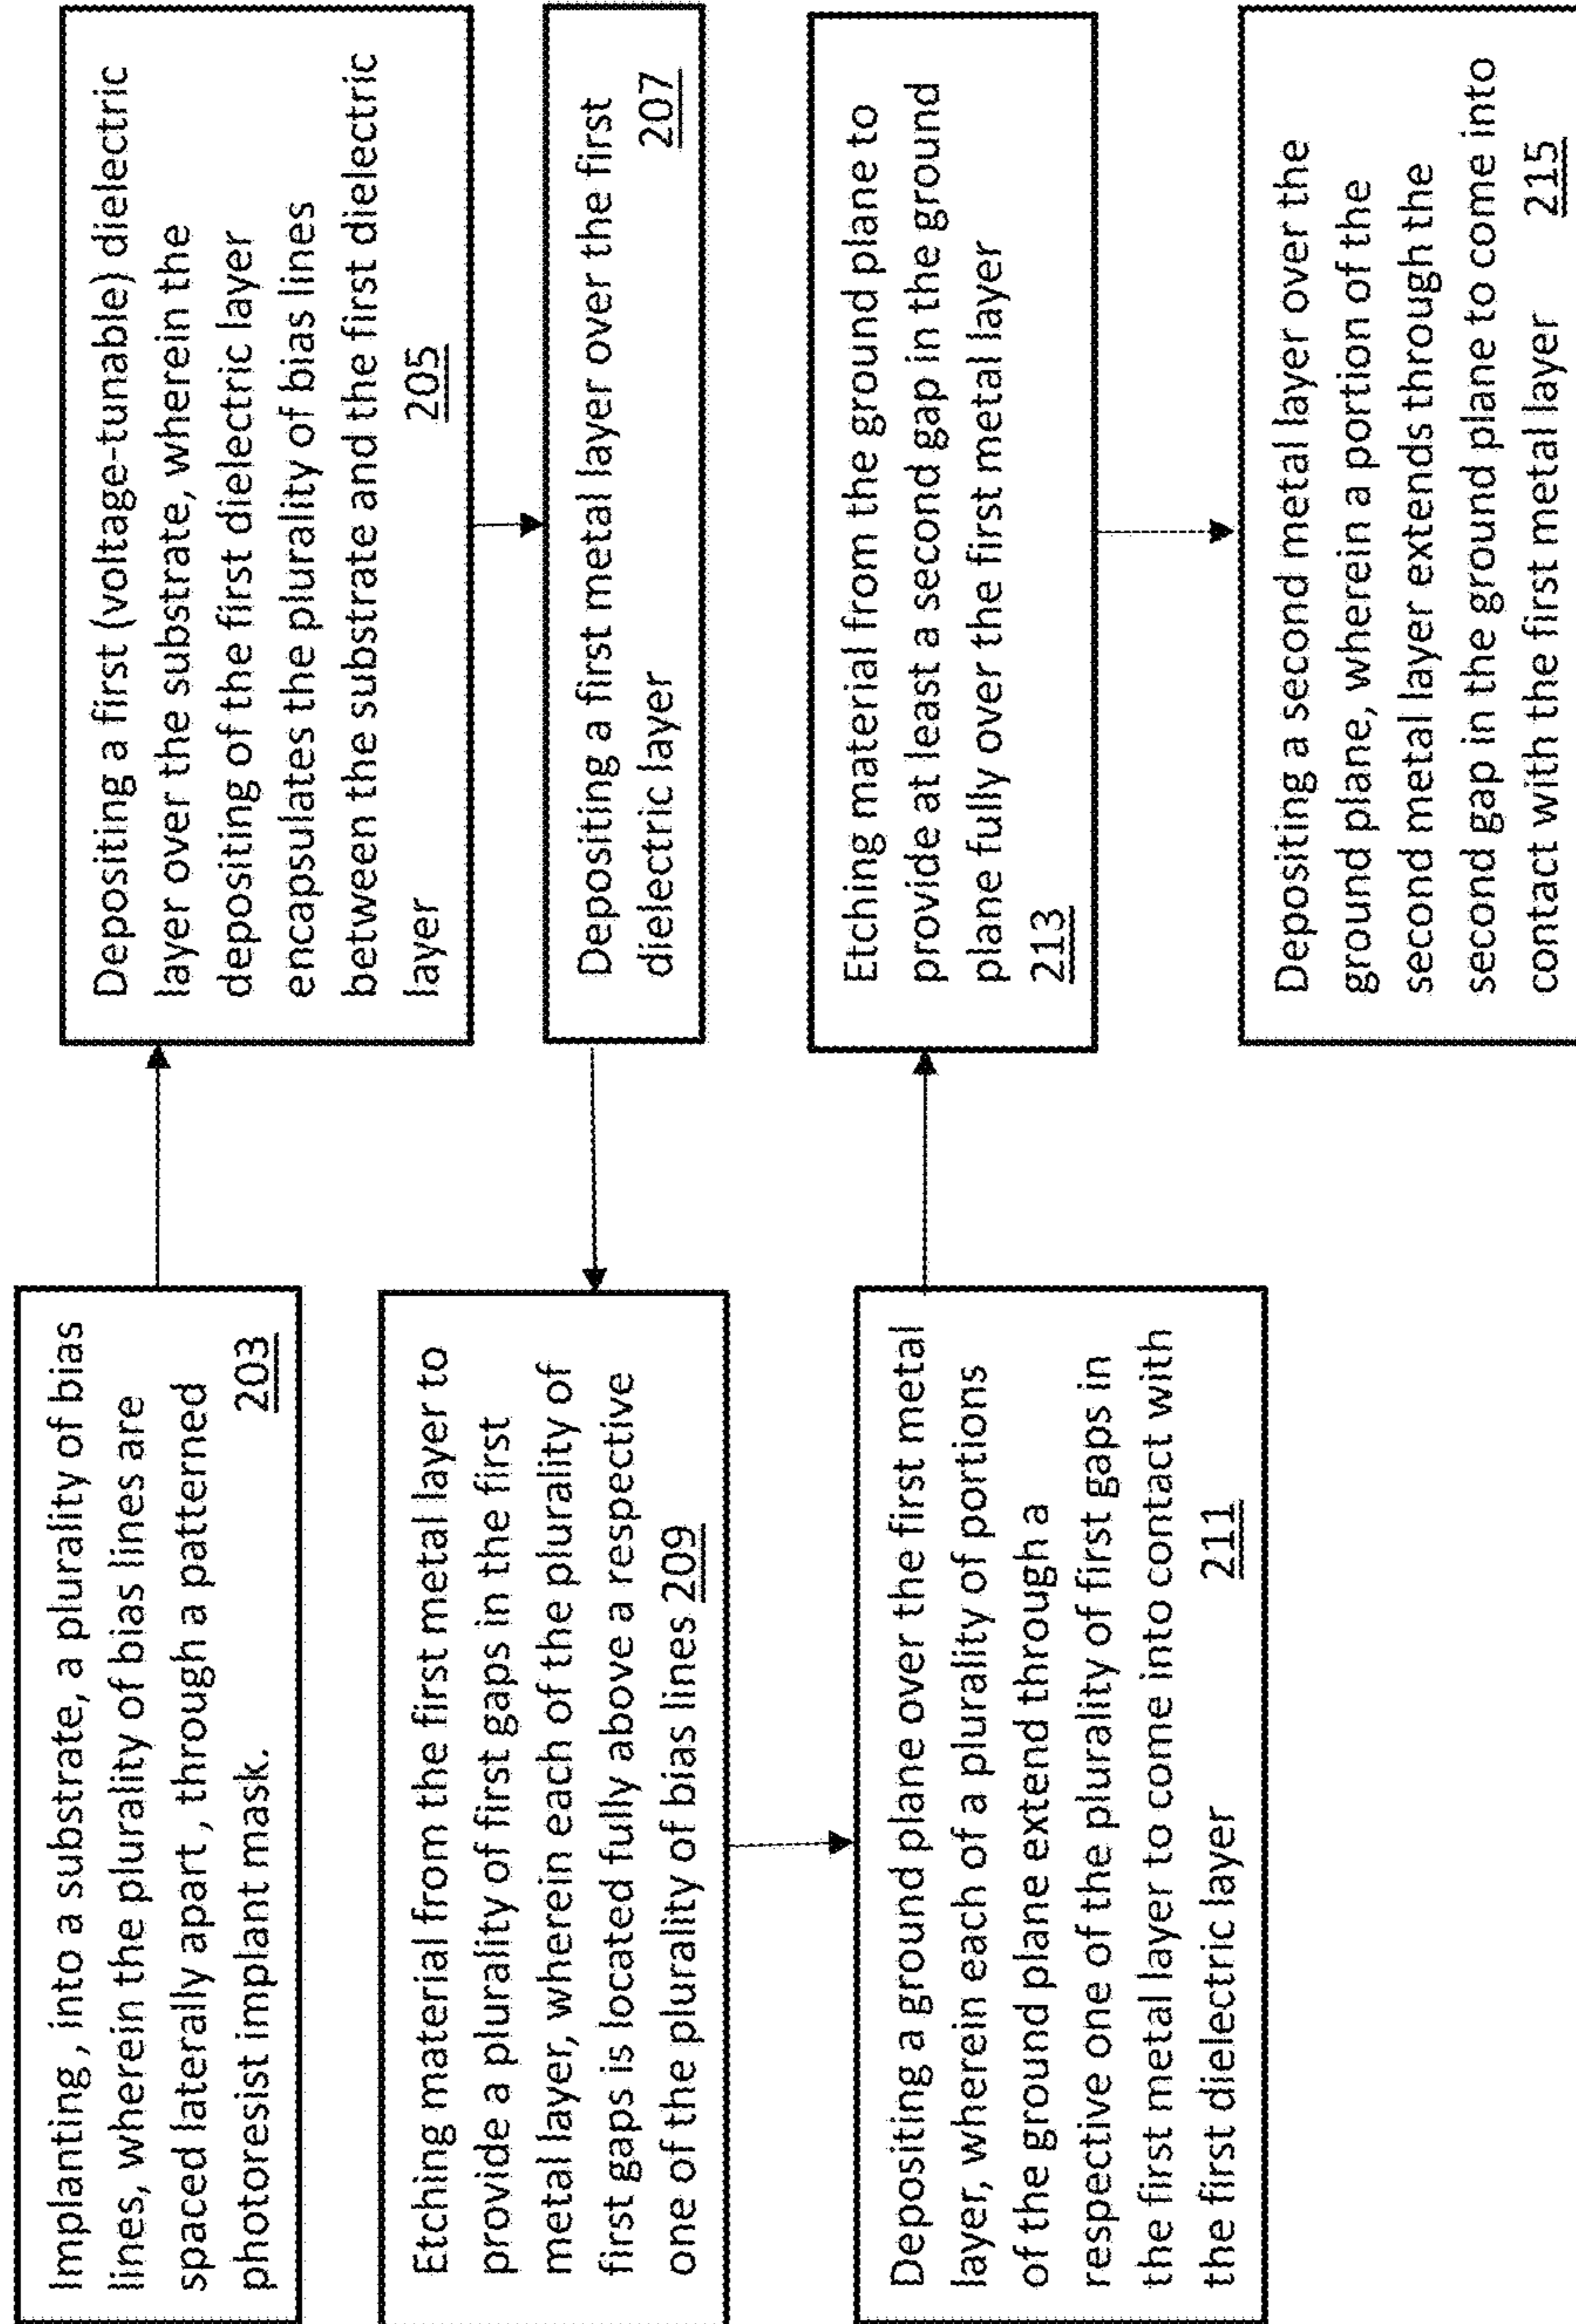 Implanting , into a substrate, a plurality of bias
lines, wherein the plurality of bias lines are
spaced laterally apart , through a patterned
photoresist implant mask. 203
Depositing a first (voltage-tunable) dielectric
layer over the substrate, wherein the
depositing of the first dielectric layer
encapsulates the plurality of bias lines
between the substrate and the first dielectric
layer 205
Depositing a first metal layer over the first
dielectric layer 207
Etching material from the first metal layer to
provide a plurality of first gaps in the first
metal layer, wherein each of the plurality of
first gaps is located fully above a respective
one of the plurality of bias lines 209
Depositing a ground plane over the first metal
layer, wherein each of a plurality of portions
of the ground plane extend through a
respective one of the plurality of first gaps in
the first metal layer to come into contact with
the first dielectric layer 211
Etching material from the ground plane to
provide at least a second gap in the ground
plane fully over the first metal layer
213
Depositing a second metal layer over the
ground plane, wherein a portion of the
second metal layer extends through the
second gap in the ground plane to come into
contact with the first metal layer 215